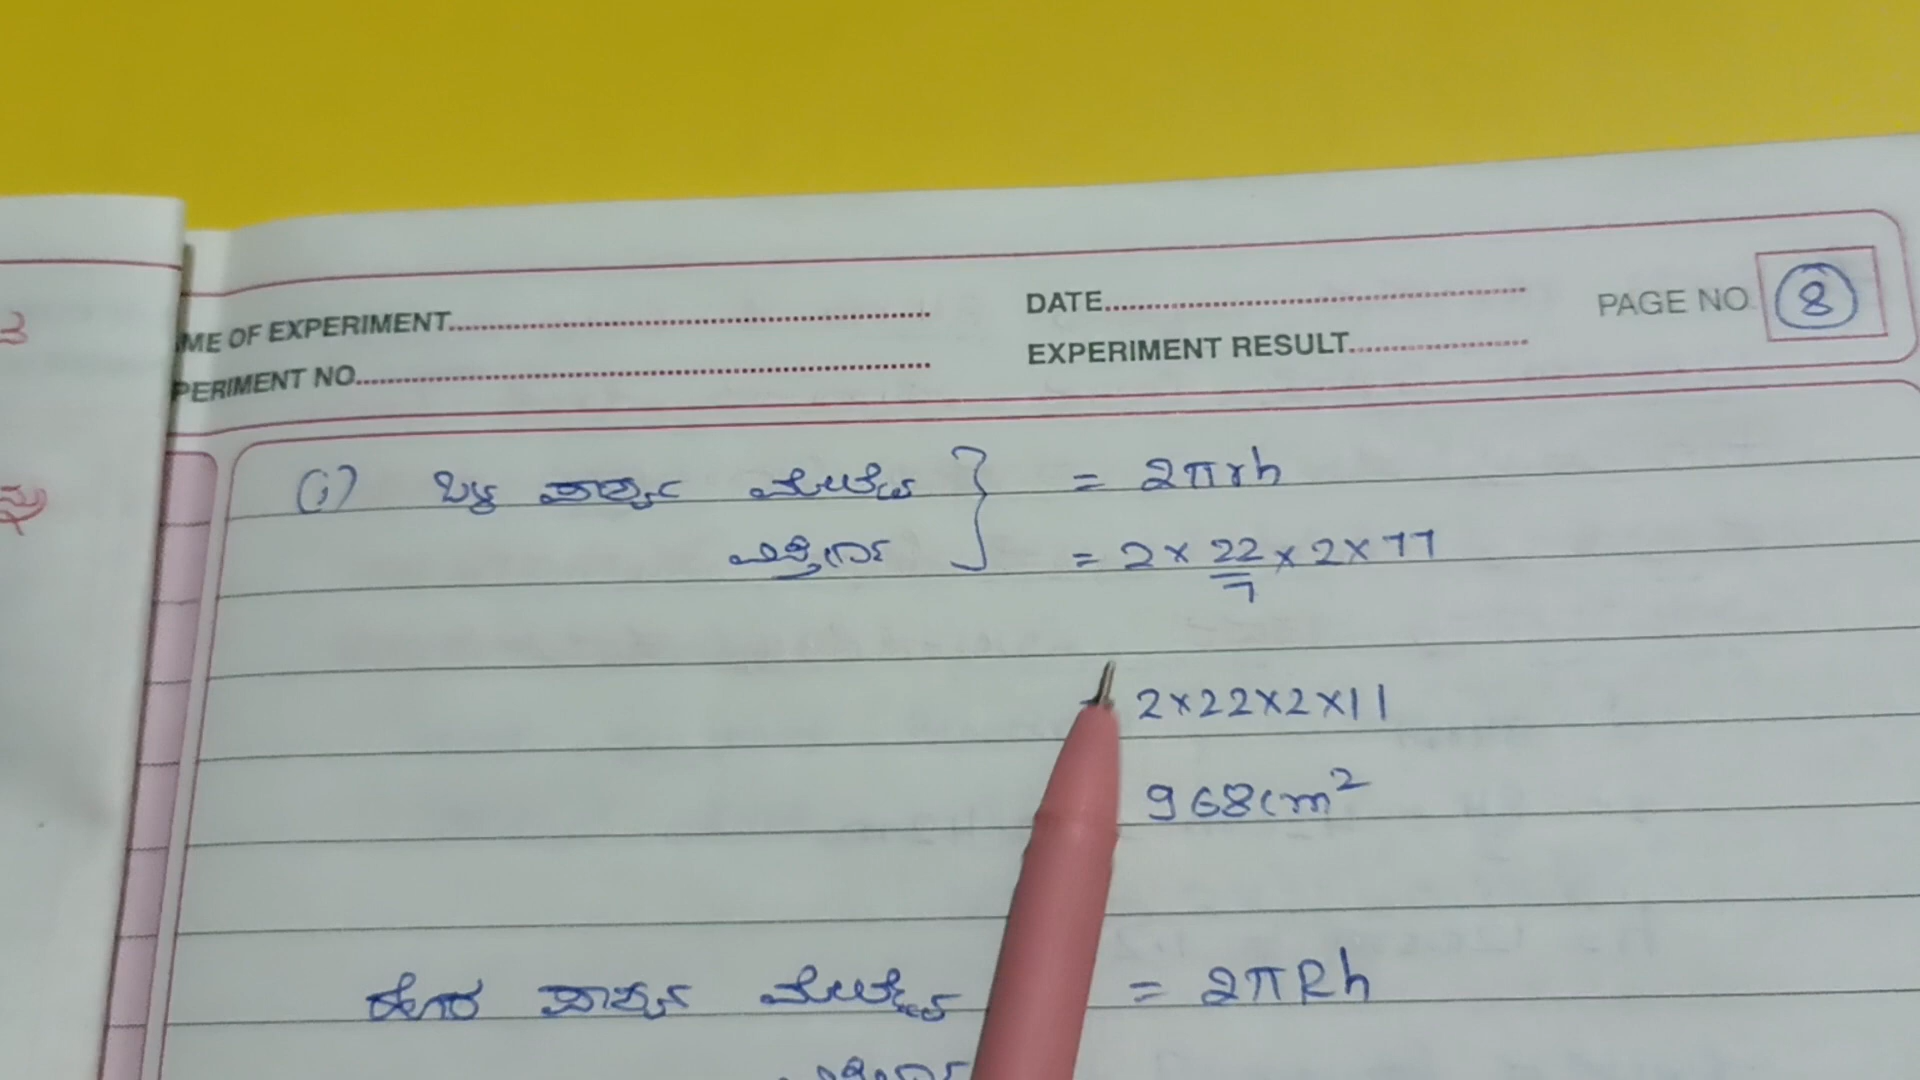 ME OF EXPERIMENT
PERIMENT NO
DATE
EXPERIMENT RESULT
PAGE NO. 8
(i) ಒಳ ಪಾರ್ಶ್ವ ಮೇಲ್ಮೈ } = 2πrh
ವಿಸ್ತೀರ್ಣ = 2 × 22/7 × 2 × 77
2×22×2×11
968cm²
ಹೊರ ಪಾರ್ಶ್ವ ಮೇಲ್ಮೈ = 2πRh
ವಿಸ್ತೀರ್ಣ